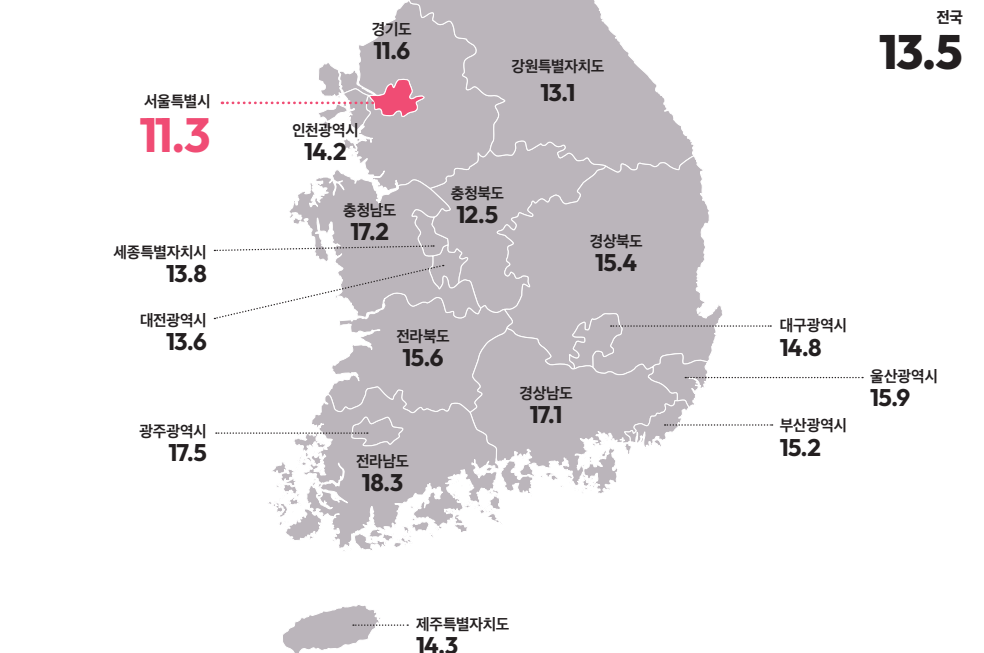 전국
13.5
경기도
11.6
강원특별자치도
13.1
서울특별시
11.3
인천광역시
14.2
충청북도
12.5
충청남도
17.2
경상북도
15.4
세종특별자치시
13.8
대전광역시
13.6
대구광역시
14.8
전라북도
15.6
울산광역시
15.9
경상남도
17.1
부산광역시
15.2
광주광역시
17.5
전라남도
18.3
제주특별자치도
14.3